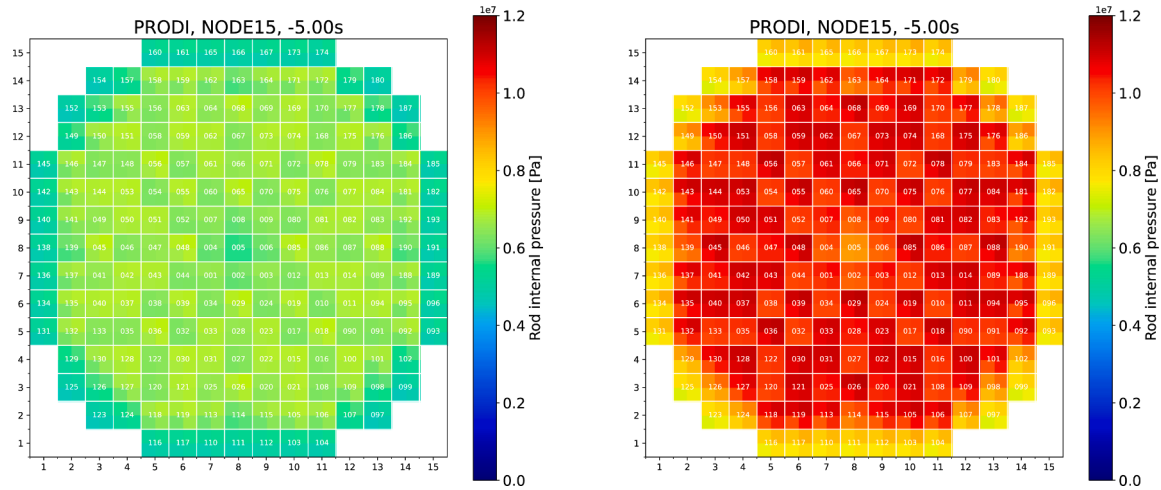 PRODI, NODE15, -5.00s
15 160 161 165 166 167 173 174
14 154 157 158 159 162 163 164 171 172 179 180
13 152 153 155 156 063 064 068 069 169 170 177 178 187
12 149 150 151 058 059 062 067 073 074 168 175 176 186
11 145 146 147 148 056 057 061 066 071 072 078 079 183 184 185
10 142 143 144 053 054 055 060 065 070 075 076 077 084 181 182
9 140 141 049 050 051 052 007 008 009 080 081 082 083 192 193
8 138 139 045 046 047 048 004 005 006 085 086 087 088 190 191
7 136 137 041 042 043 044 001 002 003 012 013 014 089 188 189
6 134 135 040 037 038 039 034 029 024 019 010 011 094 095 096
5 131 132 133 035 036 032 033 028 023 017 018 090 091 092 093
4 129 130 128 122 030 031 027 022 015 016 100 101 102
3 125 126 127 120 121 025 026 020 021 108 109 098 099
2 123 124 118 119 113 114 115 105 106 107 097
1 116 117 110 111 112 103 104
1 2 3 4 5 6 7 8 9 10 11 12 13 14 15
1e7
1.2
1.0
0.8
0.6
0.4
0.2
0.0
Rod internal pressure [Pa]
PRODI, NODE15, -5.00s
15 160 161 165 166 167 173 174
14 154 157 158 159 162 163 164 171 172 179 180
13 152 153 155 156 063 064 068 069 169 170 177 178 187
12 149 150 151 058 059 062 067 073 074 168 175 176 186
11 145 146 147 148 056 057 061 066 071 072 078 079 183 184 185
10 142 143 144 053 054 055 060 065 070 075 076 077 084 181 182
9 140 141 049 050 051 052 007 008 009 080 081 082 083 192 193
8 138 139 045 046 047 048 004 005 006 085 086 087 088 190 191
7 136 137 041 042 043 044 001 002 003 012 013 014 089 188 189
6 134 135 040 037 038 039 034 029 024 019 010 011 094 095 096
5 131 132 133 035 036 032 033 028 023 017 018 090 091 092 093
4 129 130 128 122 030 031 027 022 015 016 100 101 102
3 125 126 127 120 121 025 026 020 021 108 109 098 099
2 123 124 118 119 113 114 115 105 106 107 097
1 116 117 110 111 112 103 104
1 2 3 4 5 6 7 8 9 10 11 12 13 14 15
1e7
1.2
1.0
0.8
0.6
0.4
0.2
0.0
Rod internal pressure [Pa]